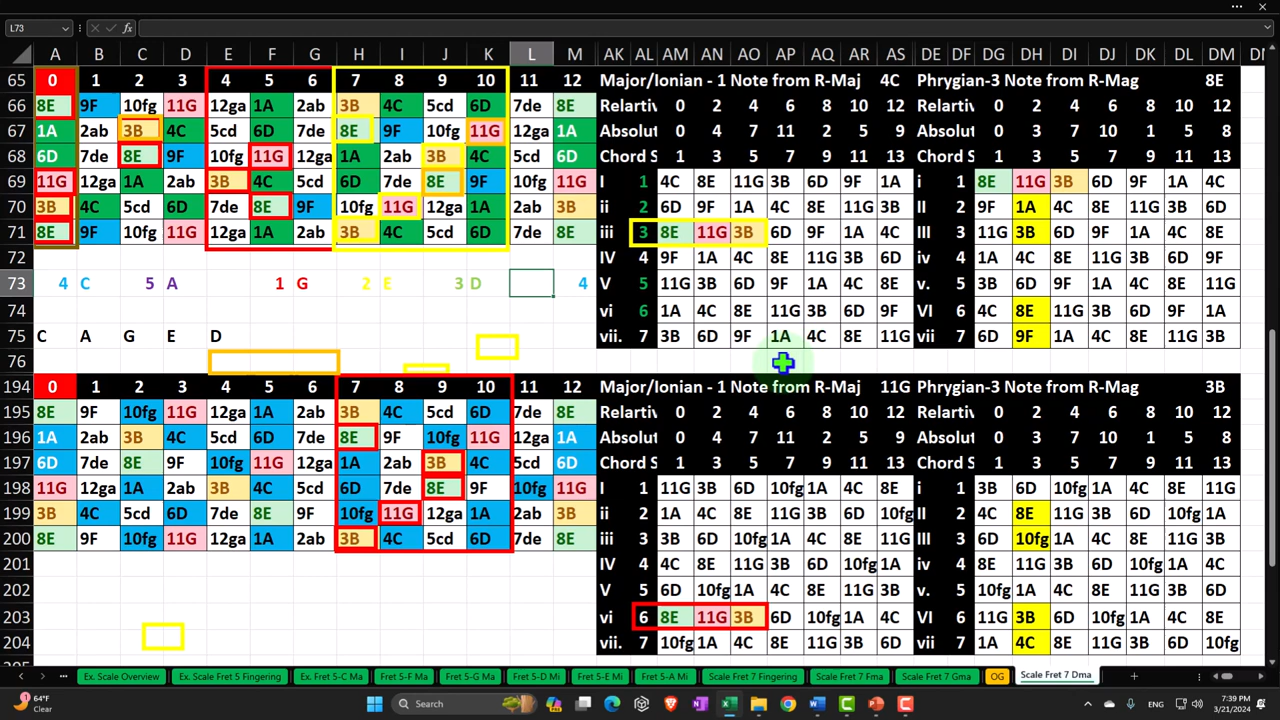 L73 fx
A B C D E F G H I J K L M AK AL AM AN AO AP AQ AR AS DE DF DG DH DI DJ DK DL DM
65 0 1 2 3 4 5 6 7 8 9 10 11 12 Major/Ionian - 1 Note from R-Maj 4C Phrygian-3 Note from R-Mag 8E
66 8E 9F 10fg 11G 12ga 1A 2ab 3B 4C 5cd 6D 7de 8E Relartiv 0 2 4 6 8 10 12 Relartiv 0 2 4 6 8 10 12
67 1A 2ab 3B 4C 5cd 6D 7de 8E 9F 10fg 11G 12ga 1A Absolut 0 4 7 11 2 5 9 Absolut 0 3 7 10 1 5 8
68 6D 7de 8E 9F 10fg 11G 12ga 1A 2ab 3B 4C 5cd 6D Chord S 1 3 5 7 9 11 13 Chord S 1 3 5 7 9 11 13
69 11G 12ga 1A 2ab 3B 4C 5cd 6D 7de 8E 9F 10fg 11G I 1 4C 8E 11G 3B 6D 9F 1A i 1 8E 11G 3B 6D 9F 1A 4C
70 3B 4C 5cd 6D 7de 8E 9F 10fg 11G 12ga 1A 2ab 3B ii 2 6D 9F 1A 4C 8E 11G 3B II 2 9F 1A 4C 8E 11G 3B 6D
71 8E 9F 10fg 11G 12ga 1A 2ab 3B 4C 5cd 6D 7de 8E iii 3 8E 11G 3B 6D 9F 1A 4C III 3 11G 3B 6D 9F 1A 4C 8E
72 IV 4 9F 1A 4C 8E 11G 3B 6D iv 4 1A 4C 8E 11G 3B 6D 9F
73 4 C 5 A 1 G 2 E 3 D 4 V 5 11G 3B 6D 9F 1A 4C 8E v. 5 3B 6D 9F 1A 4C 8E 11G
74 vi 6 1A 4C 8E 11G 3B 6D 9F VI 6 4C 8E 11G 3B 6D 9F 1A
75 C A G E D vii. 7 3B 6D 9F 1A 4C 8E 11G vii 7 6D 9F 1A 4C 8E 11G 3B
76
194 0 1 2 3 4 5 6 7 8 9 10 11 12 Major/Ionian - 1 Note from R-Maj 11G Phrygian-3 Note from R-Mag 3B
195 8E 9F 10fg 11G 12ga 1A 2ab 3B 4C 5cd 6D 7de 8E Relartiv 0 2 4 6 8 10 12 Relartiv 0 2 4 6 8 10 12
196 1A 2ab 3B 4C 5cd 6D 7de 8E 9F 10fg 11G 12ga 1A Absolut 0 4 7 11 2 5 9 Absolut 0 3 7 10 1 5 8
197 6D 7de 8E 9F 10fg 11G 12ga 1A 2ab 3B 4C 5cd 6D Chord S 1 3 5 7 9 11 13 Chord S 1 3 5 7 9 11 13
198 11G 12ga 1A 2ab 3B 4C 5cd 6D 7de 8E 9F 10fg 11G I 1 11G 3B 6D 10fg 1A 4C 8E i 1 3B 6D 10fg 1A 4C 8E 11G
199 3B 4C 5cd 6D 7de 8E 9F 10fg 11G 12ga 1A 2ab 3B ii 2 1A 4C 8E 11G 3B 6D 10fg II 2 4C 8E 11G 3B 6D 10fg 1A
200 8E 9F 10fg 11G 12ga 1A 2ab 3B 4C 5cd 6D 7de 8E iii 3 3B 6D 10fg 1A 4C 8E 11G III 3 6D 10fg 1A 4C 8E 11G 3B
201 IV 4 4C 8E 11G 3B 6D 10fg 1A iv 4 8E 11G 3B 6D 10fg 1A 4C
202 V 5 6D 10fg 1A 4C 8E 11G 3B v. 5 10fg 1A 4C 8E 11G 3B 6D
203 vi 6 8E 11G 3B 6D 10fg 1A 4C VI 6 11G 3B 6D 10fg 1A 4C 8E
204 vii. 7 10fg 1A 4C 8E 11G 3B 6D vii 7 1A 4C 8E 11G 3B 6D 10fg
Ex. Scale Overview Ex. Scale Fret 5 Fingering Ex. Fret 5-C Ma Fret 5-F Ma Fret 5-G Ma Fret 5-D Mi Fret 5-E Mi Fret 5-A Mi Scale Fret 7 Fingering Scale Fret 7 Fma Scale Fret 7 Gma OG Scale Fret 7 Dma
64°F
Clear
Search
7:39 PM
3/21/2024